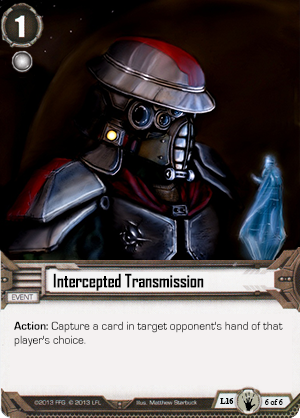 1
Intercepted Transmission
EVENT
Action: Capture a card in target opponent's hand of that
player's choice.
©2013 FFG ©2013 LFL Illus. Matthew Starbuck L16 6 of 6